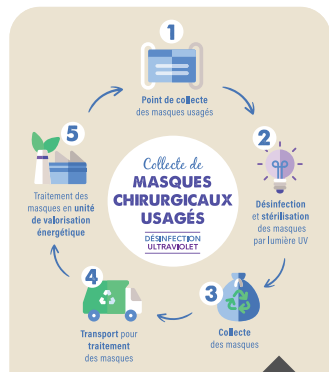 1
Point de collecte
des masques usagés
2
Désinfection
et stérilisation
des masques
par lumière UV
3
Collecte
des masques
4
Transport pour
traitement
des masques
5
Traitement des
masques en unité
de valorisation
énergétique
Collecte de
MASQUES
CHIRURGICAUX
USAGÉS
DÉSINFECTION
ULTRAVIOLET